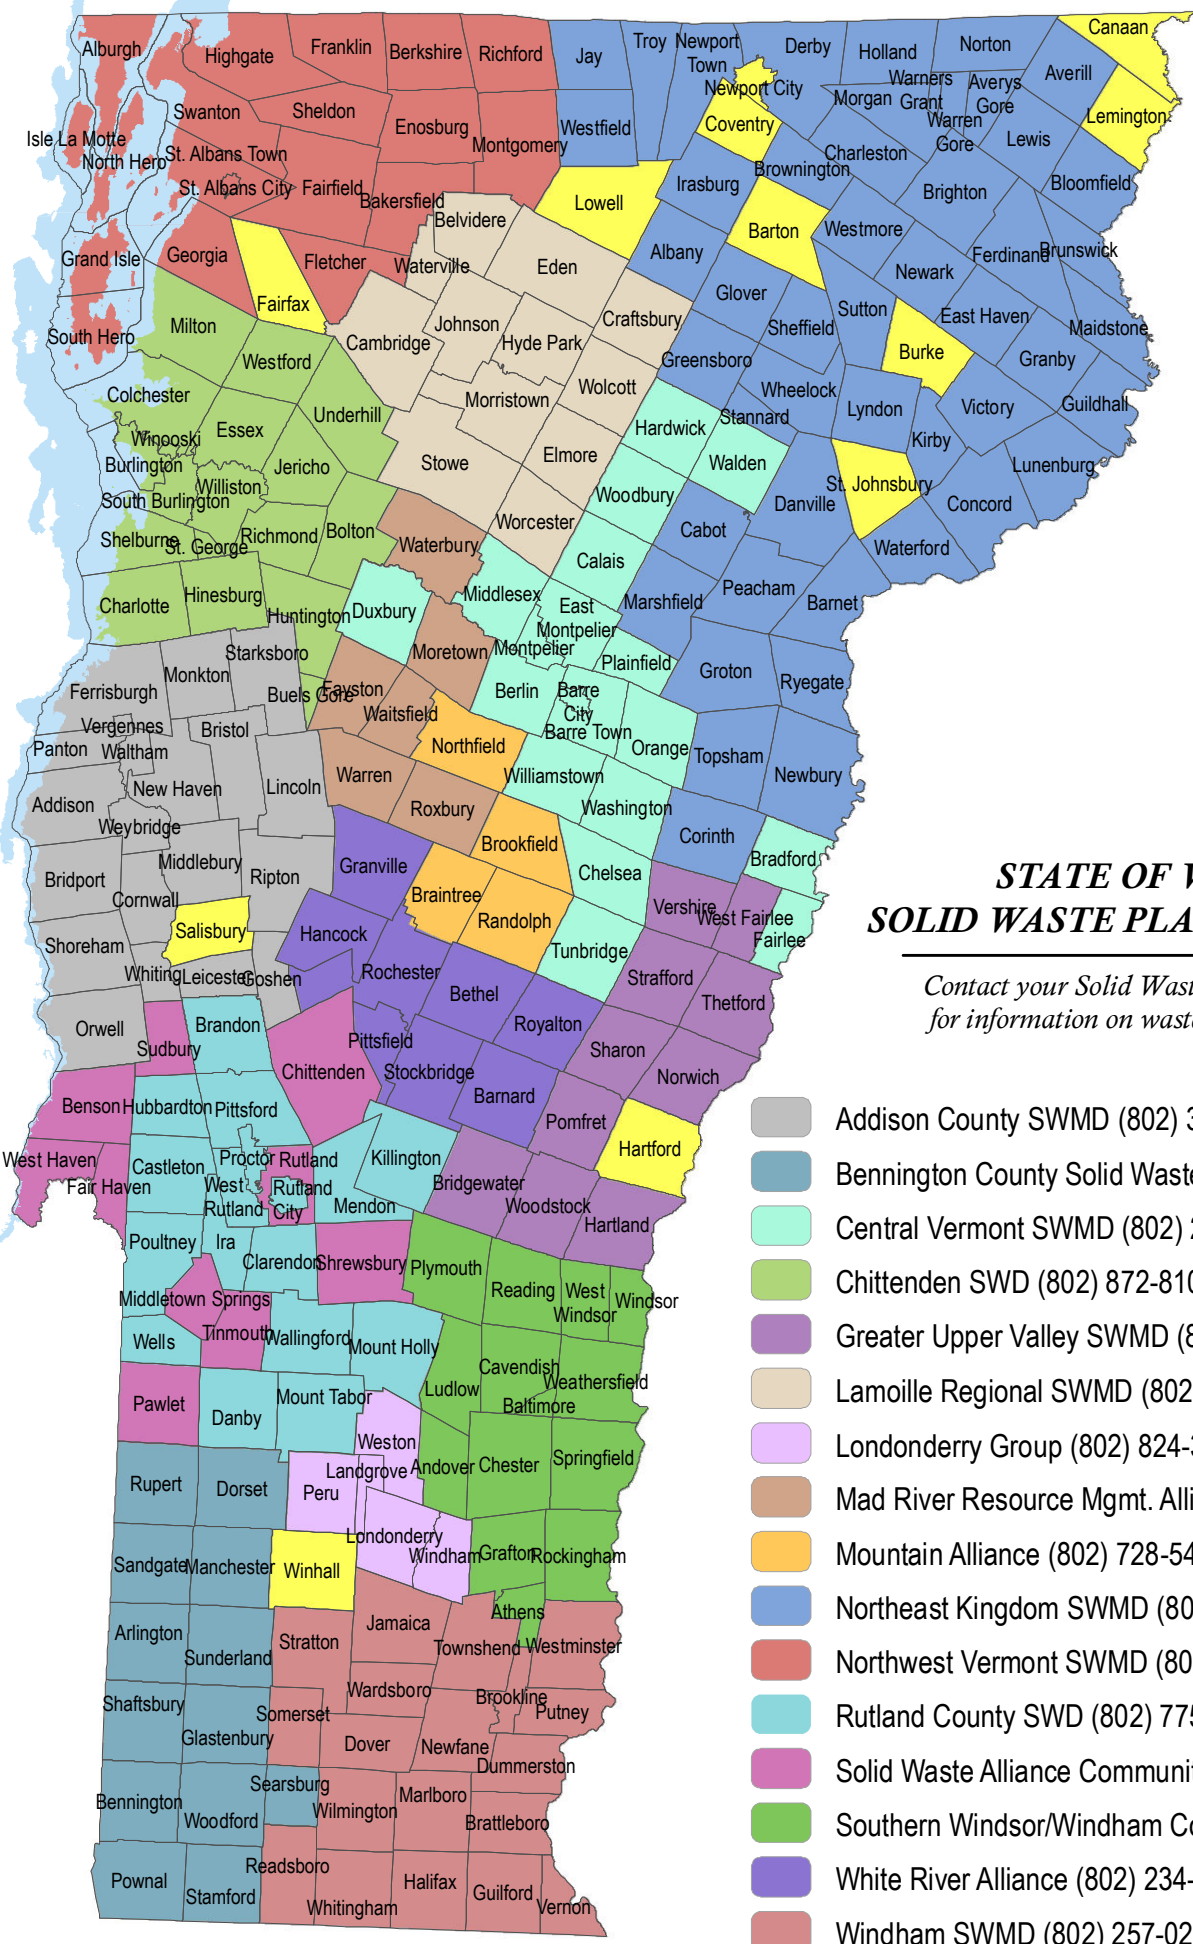 Canaan
Alburgh
Highgate
Franklin
Berkshire
Richford
Jay
Troy
Newport
Town
Derby
Holland
Norton
Averill
Newport City
Warners
Grant
Averys
Gore
Morgan
Warren
Gore
Lemington
Swanton
Sheldon
Enosburg
Montgomery
Westfield
Coventry
Lewis
Isle La Motte
North Hero
St. Albans Town
St. Albans City
Fairfield
Bakersfield
Charleston
Brownington
Irasburg
Brighton
Bloomfield
Lowell
Belvidere
Barton
Westmore
Grand Isle
Georgia
Fletcher
Waterville
Eden
Albany
Newark
Ferdinand
Brunswick
Fairfax
Glover
Sutton
East Haven
Maidstone
South Hero
Milton
Cambridge
Johnson
Hyde Park
Craftsbury
Sheffield
Burke
Granby
Westford
Greensboro
Wheelock
Colchester
Underhill
Morristown
Wolcott
Stannard
Lyndon
Victory
Guildhall
Winooski
Essex
Hardwick
Kirby
Burlington
Jericho
Stowe
Elmore
Walden
Lunenburg
South Burlington
Williston
Woodbury
Danville
St. Johnsbury
Concord
Shelburne
St. George
Richmond
Bolton
Waterbury
Worcester
Cabot
Waterford
Calais
Charlotte
Hinesburg
Huntington
Duxbury
Middlesex
East
Montpelier
Marshfield
Peacham
Barnet
Starksboro
Moretown
Montpelier
Plainfield
Groton
Ryegate
Ferrisburgh
Monkton
Buels Gore
Fayston
Waitsfield
Berlin
Barre
City
Barre Town
Vergennes
Bristol
Panton
Waltham
Northfield
Orange
Topsham
Newbury
New Haven
Lincoln
Warren
Williamstown
Addison
Weybridge
Roxbury
Washington
Corinth
Middlebury
Brookfield
Bradford
Bridport
Ripton
Granville
Chelsea
Cornwall
Braintree
Randolph
Vershire
West Fairlee
Fairlee
Salisbury
Hancock
Tunbridge
Shoreham
Whiting
Leicester
Goshen
Rochester
Bethel
Strafford
Thetford
Orwell
Brandon
Royalton
Sudbury
Pittsfield
Sharon
Chittenden
Stockbridge
Norwich
Benson
Hubbardton
Pittsford
Barnard
Pomfret
Hartford
West Haven
Castleton
Proctor
Rutland
Killington
Fair Haven
West
Rutland
Rutland
City
Mendon
Bridgewater
Woodstock
Hartland
Poultney
Ira
Clarendon
Shrewsbury
Plymouth
Reading
West
Windsor
Windsor
Middletown Springs
Tinmouth
Wallingford
Mount Holly
Wells
Cavendish
Weathersfield
Ludlow
Baltimore
Pawlet
Danby
Mount Tabor
Weston
Rupert
Dorset
Landgrove
Peru
Andover
Chester
Springfield
Londonderry
Windham
Grafton
Rockingham
Sandgate
Manchester
Winhall
Athens
Arlington
Sunderland
Stratton
Jamaica
Townshend
Westminster
Shaftsbury
Wardsboro
Brookline
Putney
Somerset
Glastenbury
Dover
Newfane
Dummerston
Searsburg
Bennington
Woodford
Wilmington
Marlboro
Brattleboro
Readsboro
Pownal
Stamford
Whitingham
Halifax
Guilford
Vernon
STATE OF V
SOLID WASTE PLA
Contact your Solid Wast
for information on wast
Addison County SWMD (802) 3
Bennington County Solid Waste
Central Vermont SWMD (802) 2
Chittenden SWD (802) 872-810
Greater Upper Valley SWMD (8
Lamoille Regional SWMD (802
Londonderry Group (802) 824-3
Mad River Resource Mgmt. Alli
Mountain Alliance (802) 728-54
Northeast Kingdom SWMD (80
Northwest Vermont SWMD (80
Rutland County SWD (802) 775
Solid Waste Alliance Communit
Southern Windsor/Windham Co
White River Alliance (802) 234-
Windham SWMD (802) 257-02